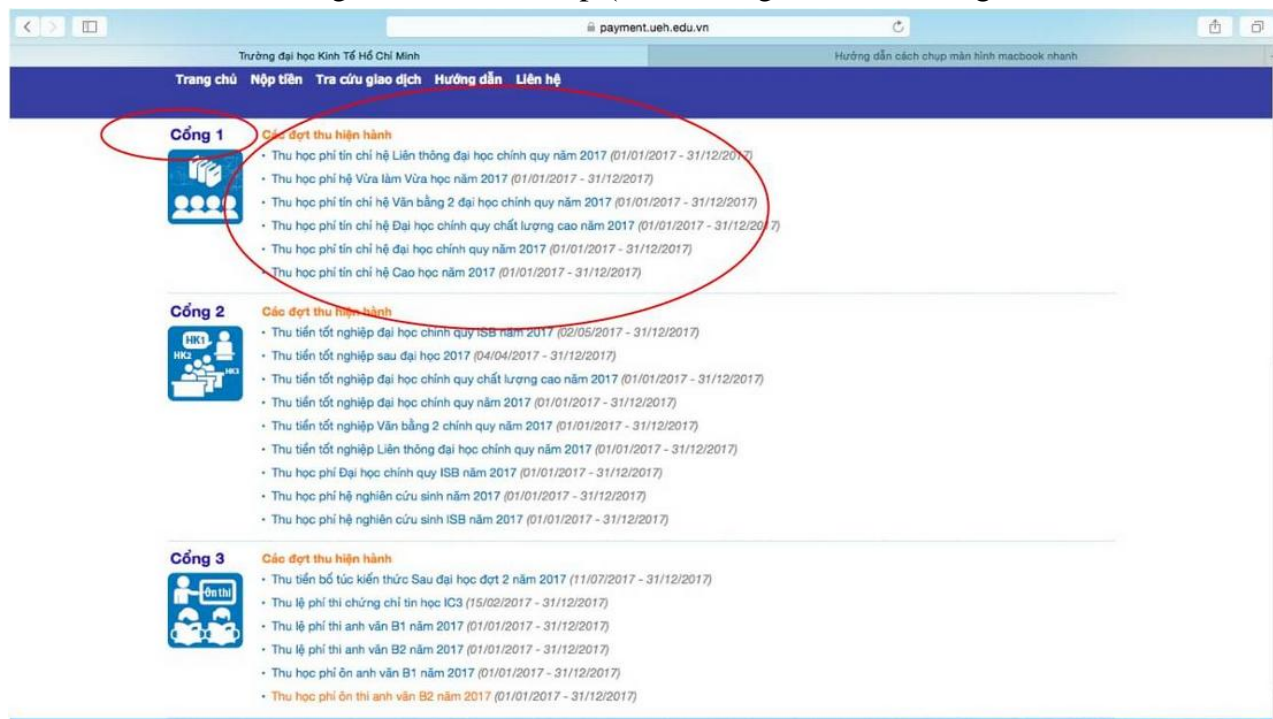 payment.ueh.edu.vn
Trường đại học Kinh Tế Hồ Chí Minh
Hướng dẫn cách chụp màn hình macbook nhanh
Trang chủ Nộp tiền Tra cứu giao dịch Hướng dẫn Liên hệ
Cổng 1
Các đợt thu hiện hành
• Thu học phí tín chỉ hệ Liên thông đại học chính quy năm 2017 (01/01/2017 - 31/12/2017)
• Thu học phí hệ Vừa làm Vừa học năm 2017 (01/01/2017 - 31/12/2017)
• Thu học phí tín chỉ hệ Văn bằng 2 đại học chính quy năm 2017 (01/01/2017 - 31/12/2017)
• Thu học phí tín chỉ hệ Đại học chính quy chất lượng cao năm 2017 (01/01/2017 - 31/12/2017)
• Thu học phí tín chỉ hệ đại học chính quy năm 2017 (01/01/2017 - 31/12/2017)
• Thu học phí tín chỉ hệ Cao học năm 2017 (01/01/2017 - 31/12/2017)
Cổng 2
HK1
HK2
HK3
Các đợt thu hiện hành
• Thu tiền tốt nghiệp đại học chính quy ISB năm 2017 (02/05/2017 - 31/12/2017)
• Thu tiền tốt nghiệp sau đại học 2017 (04/04/2017 - 31/12/2017)
• Thu tiền tốt nghiệp đại học chính quy chất lượng cao năm 2017 (01/01/2017 - 31/12/2017)
• Thu tiền tốt nghiệp đại học chính quy năm 2017 (01/01/2017 - 31/12/2017)
• Thu tiền tốt nghiệp Văn bằng 2 chính quy năm 2017 (01/01/2017 - 31/12/2017)
• Thu tiền tốt nghiệp Liên thông đại học chính quy năm 2017 (01/01/2017 - 31/12/2017)
• Thu học phí Đại học chính quy ISB năm 2017 (01/01/2017 - 31/12/2017)
• Thu học phí hệ nghiên cứu sinh năm 2017 (01/01/2017 - 31/12/2017)
• Thu học phí hệ nghiên cứu sinh ISB năm 2017 (01/01/2017 - 31/12/2017)
Cổng 3
Ôn thi
Các đợt thu hiện hành
• Thu tiền bổ túc kiến thức Sau đại học đợt 2 năm 2017 (11/07/2017 - 31/12/2017)
• Thu lệ phí thi chứng chỉ tin học IC3 (15/02/2017 - 31/12/2017)
• Thu lệ phí thi anh văn B1 năm 2017 (01/01/2017 - 31/12/2017)
• Thu lệ phí thi anh văn B2 năm 2017 (01/01/2017 - 31/12/2017)
• Thu học phí ôn anh văn B1 năm 2017 (01/01/2017 - 31/12/2017)
• Thu học phí ôn thi anh văn B2 năm 2017 (01/01/2017 - 31/12/2017)